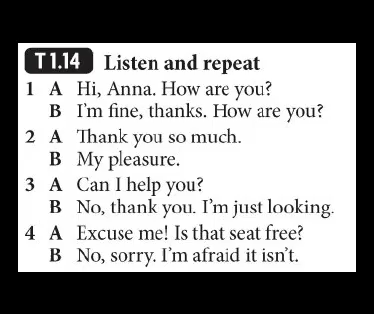 T 1.14 Listen and repeat
1 A Hi, Anna. How are you?
B I'm fine, thanks. How are you?
2 A Thank you so much.
B My pleasure.
3 A Can I help you?
B No, thank you. I'm just looking.
4 A Excuse me! Is that seat free?
B No, sorry. I'm afraid it isn't.